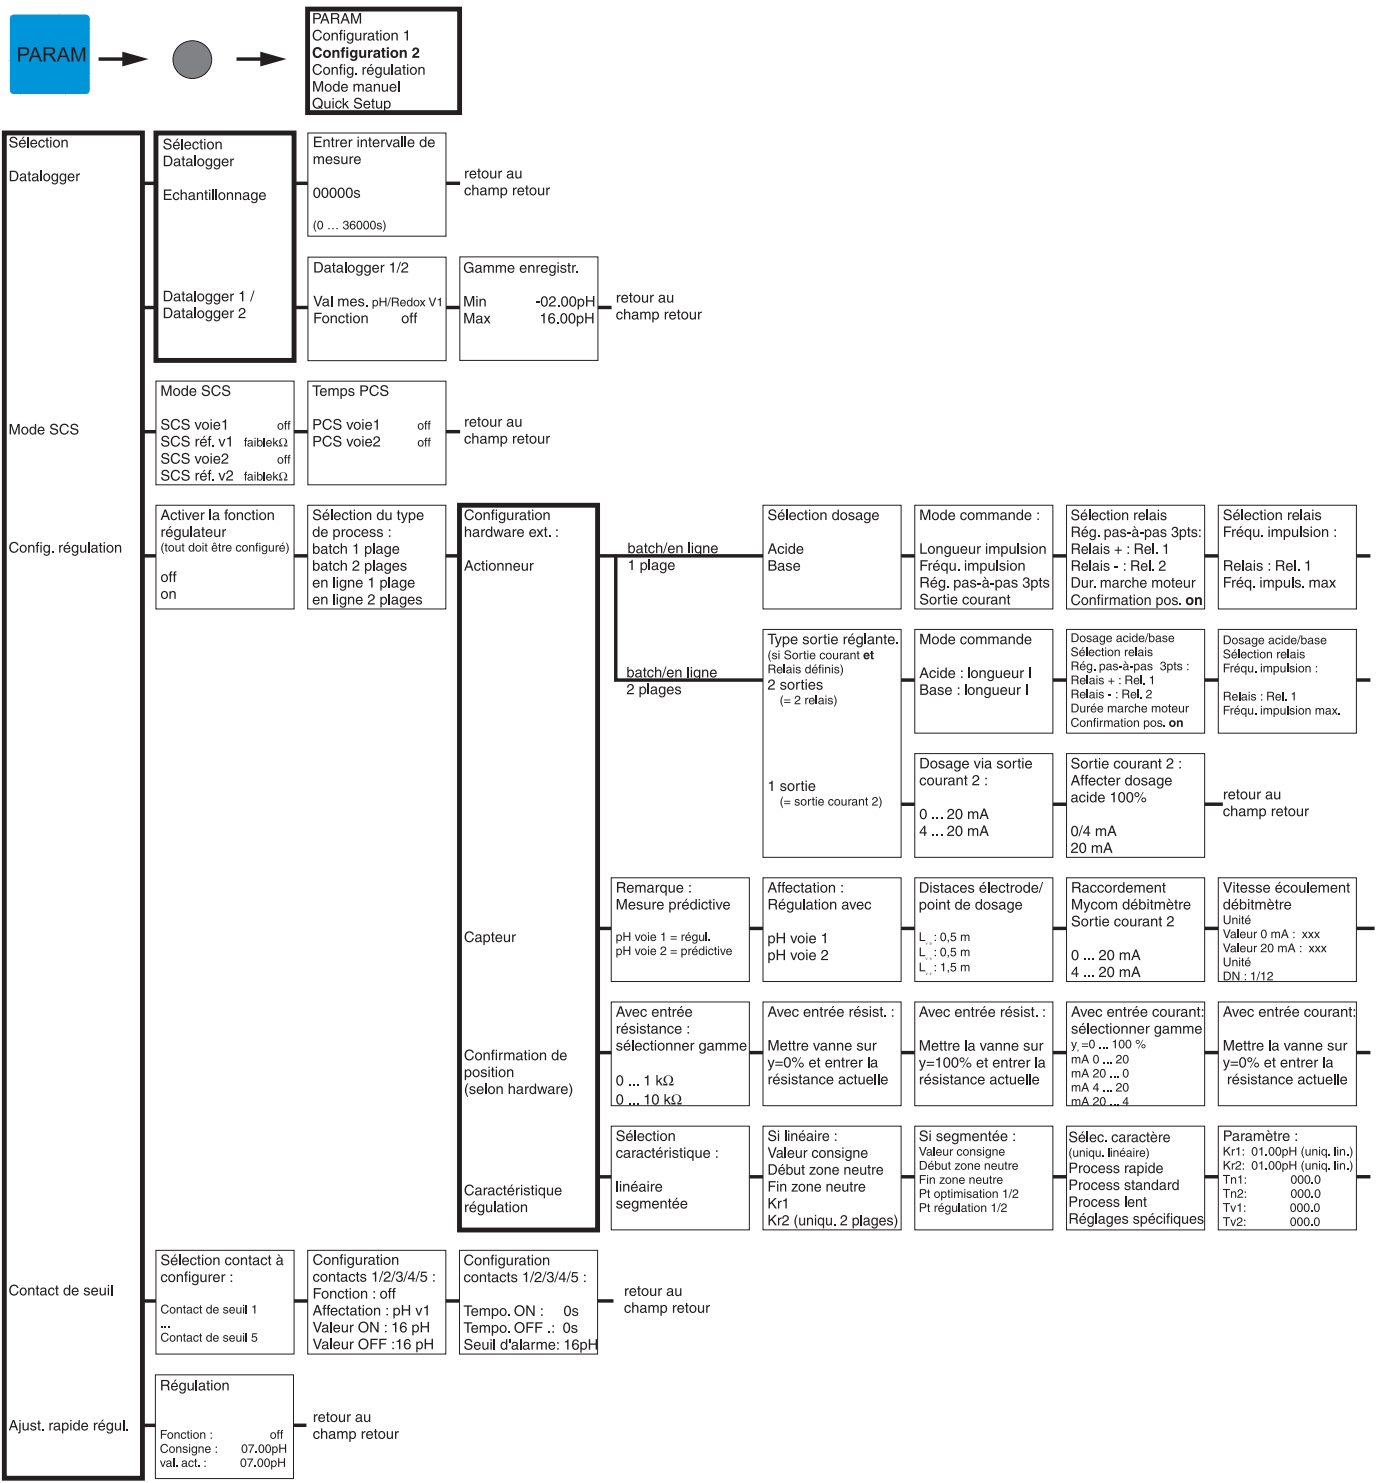 PARAM
PARAM
Configuration 1
Configuration 2
Config. régulation
Mode manuel
Quick Setup
Sélection
Datalogger
Sélection
Datalogger
Echantillonnage
Entrer intervalle de
mesure
00000s
(0 ... 36000s)
retour au
champ retour
Datalogger 1 /
Datalogger 2
Datalogger 1/2
Val mes. pH/Redox V1
Fonction off
Gamme enregistr.
Min -02.00pH
Max 16.00pH
retour au
champ retour
Mode SCS
Mode SCS
SCS voie1 off
SCS réf. v1 faiblekΩ
SCS voie2 off
SCS réf. v2 faiblekΩ
Temps PCS
PCS voie1 off
PCS voie2 off
retour au
champ retour
Config. régulation
Activer la fonction
régulateur
(tout doit être configuré)
off
on
Sélection du type
de process :
batch 1 plage
batch 2 plages
en ligne 1 plage
en ligne 2 plages
Configuration
hardware ext. :
Actionneur
batch/en ligne
1 plage
Sélection dosage
Acide
Base
Mode commande :
Longueur impulsion
Fréqu. impulsion
Rég. pas-à-pas 3pts
Sortie courant
Sélection relais
Rég. pas-à-pas 3pts:
Relais + : Rel. 1
Relais - : Rel. 2
Dur. marche moteur
Confirmation pos. on
Sélection relais
Fréqu. impulsion :
Relais : Rel. 1
Fréq. impuls. max
batch/en ligne
2 plages
Type sortie réglante.
(si Sortie courant et
Relais définis)
2 sorties
(= 2 relais)
1 sortie
(= sortie courant 2)
Mode commande
Acide : longueur I
Base : longueur I
Dosage acide/base
Sélection relais
Rég. pas-à-pas 3pts :
Relais + : Rel. 1
Relais - : Rel. 2
Durée marche moteur
Confirmation pos. on
Dosage acide/base
Sélection relais
Fréqu. impulsion :
Relais : Rel. 1
Fréqu. impulsion max.
Dosage via sortie
courant 2 :
0 ... 20 mA
4 ... 20 mA
Sortie courant 2 :
Affecter dosage
acide 100%
0/4 mA
20 mA
retour au
champ retour
Capteur
Remarque :
Mesure prédictive
pH voie 1 = régul.
pH voie 2 = prédictive
Affectation :
Régulation avec
pH voie 1
pH voie 2
Distaces électrode/
point de dosage
L : 0,5 m
L : 0,5 m
L : 1,5 m
Raccordement
Mycom débitmètre
Sortie courant 2
0 ... 20 mA
4 ... 20 mA
Vitesse écoulement
débitmètre
Unité
Valeur 0 mA : xxx
Valeur 20 mA : xxx
Unité
DN : 1/12
Confirmation de
position
(selon hardware)
Avec entrée
résistance :
sélectionner gamme
0 ... 1 kΩ
0 ... 10 kΩ
Avec entrée résist. :
Mettre vanne sur
y=0% et entrer la
résistance actuelle
Avec entrée résist. :
Mettre la vanne sur
y=100% et entrer la
résistance actuelle
Avec entrée courant:
sélectionner gamme
y =0 ... 100 %
mA 0 ... 20
mA 20 ... 0
mA 4 ... 20
mA 20 ... 4
Avec entrée courant:
Mettre la vanne sur
y=0% et entrer la
résistance actuelle
Caractéristique
régulation
Sélection
caractéristique :
linéaire
segmentée
Si linéaire :
Valeur consigne
Début zone neutre
Fin zone neutre
Kr1
Kr2 (uniqu. 2 plages)
Si segmentée :
Valeur consigne
Début zone neutre
Fin zone neutre
Pt optimisation 1/2
Pt régulation 1/2
Sélec. caractère
(uniqu. linéaire)
Process rapide
Process standard
Process lent
Réglages spécifiques
Paramètre :
Kr1: 01.00pH (uniq. lin.)
Kr2: 01.00pH (uniq. lin.)
Tn1: 000.0
Tn2: 000.0
Tv1: 000.0
Tv2: 000.0
Contact de seuil
Sélection contact à
configurer :
Contact de seuil 1
...
Contact de seuil 5
Configuration
contacts 1/2/3/4/5 :
Fonction : off
Affectation : pH v1
Valeur ON : 16 pH
Valeur OFF :16 pH
Configuration
contacts 1/2/3/4/5 :
Tempo. ON : 0s
Tempo. OFF .: 0s
Seuil d'alarme: 16pH
retour au
champ retour
Ajust. rapide régul.
Régulation
Fonction : off
Consigne : 07.00pH
val. act. : 07.00pH
retour au
champ retour